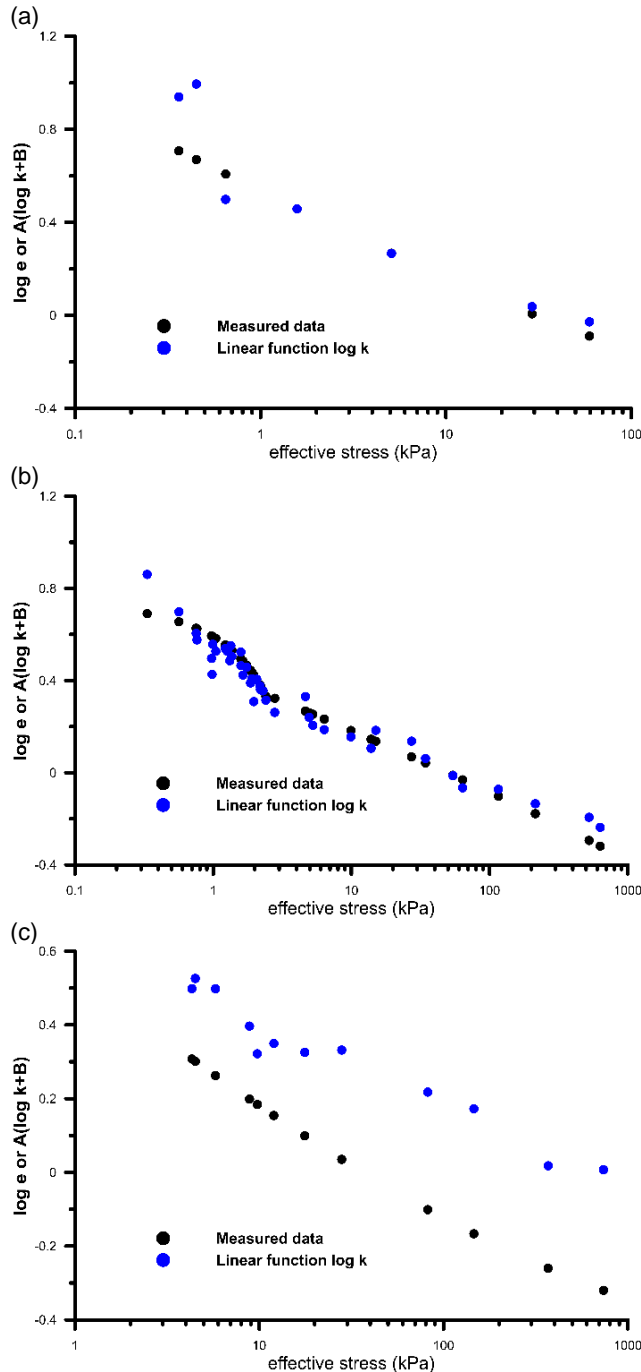 (a)
1.2
0.8
0.4
0
-0.4
log e or A(log k+B)
Measured data
Linear function log k
0.1
1
10
100
effective stress (kPa)
(b)
1.2
0.8
0.4
0
-0.4
log e or A(log k+B)
Measured data
Linear function log k
0.1
1
10
100
1000
effective stress (kPa)
(c)
0.6
0.4
0.2
0
-0.2
-0.4
log e or A(log k+B)
Measured data
Linear function log k
1
10
100
1000
effective stress (kPa)